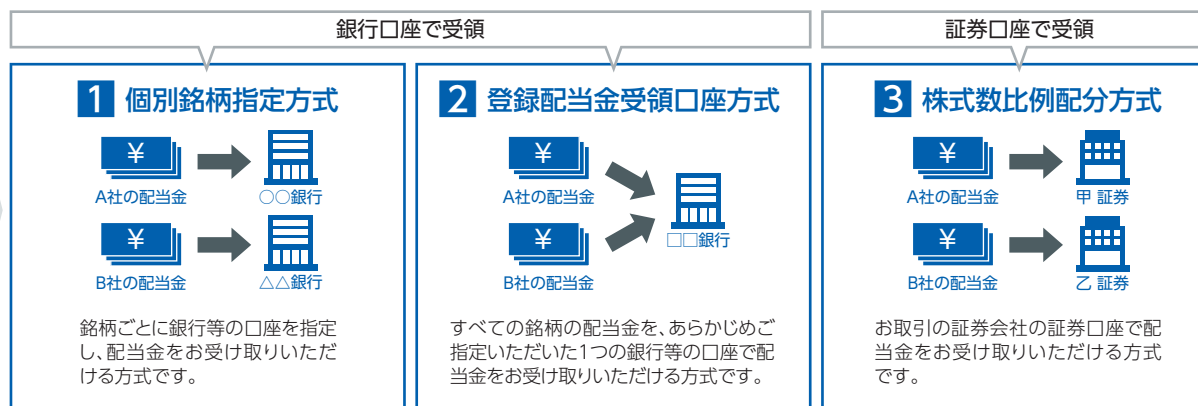 銀行口座で受領
証券口座で受領
1 個別銘柄指定方式
¥
A社の配当金
○○銀行
¥
B社の配当金
△△銀行
銘柄ごとに銀行等の口座を指定
し、配当金をお受け取りいただ
ける方式です。
2 登録配当金受領口座方式
¥
A社の配当金
¥
B社の配当金
□□銀行
すべての銘柄の配当金を、あらかじめご
指定いただいた1つの銀行等の口座で配
当金をお受け取りいただける方式です。
3 株式数比例配分方式
¥
A社の配当金
甲 証券
¥
B社の配当金
乙 証券
お取引の証券会社の証券口座で配
当金をお受け取りいただける方式
です。